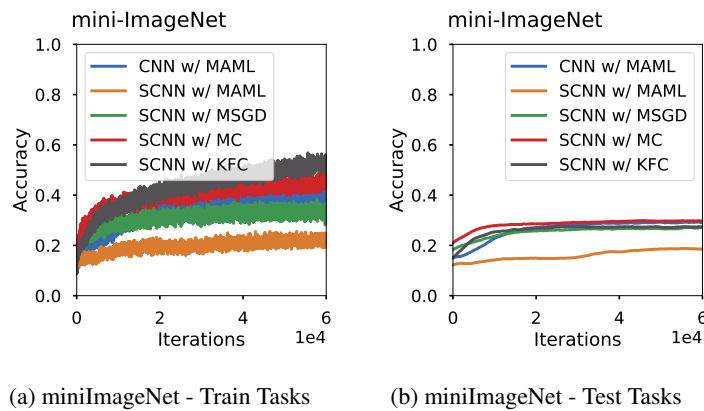 mini-ImageNet
1.0
0.8
0.6
0.4
0.2
0.0
Accuracy
CNN w/ MAML
SCNN w/ MAML
SCNN w/ MSGD
SCNN w/ MC
SCNN w/ KFC
0 2 4 6
Iterations 1e4
(a) miniImageNet - Train Tasks
mini-ImageNet
1.0
0.8
0.6
0.4
0.2
0.0
Accuracy
CNN w/ MAML
SCNN w/ MAML
SCNN w/ MSGD
SCNN w/ MC
SCNN w/ KFC
0 2 4 6
Iterations 1e4
(b) miniImageNet - Test Tasks